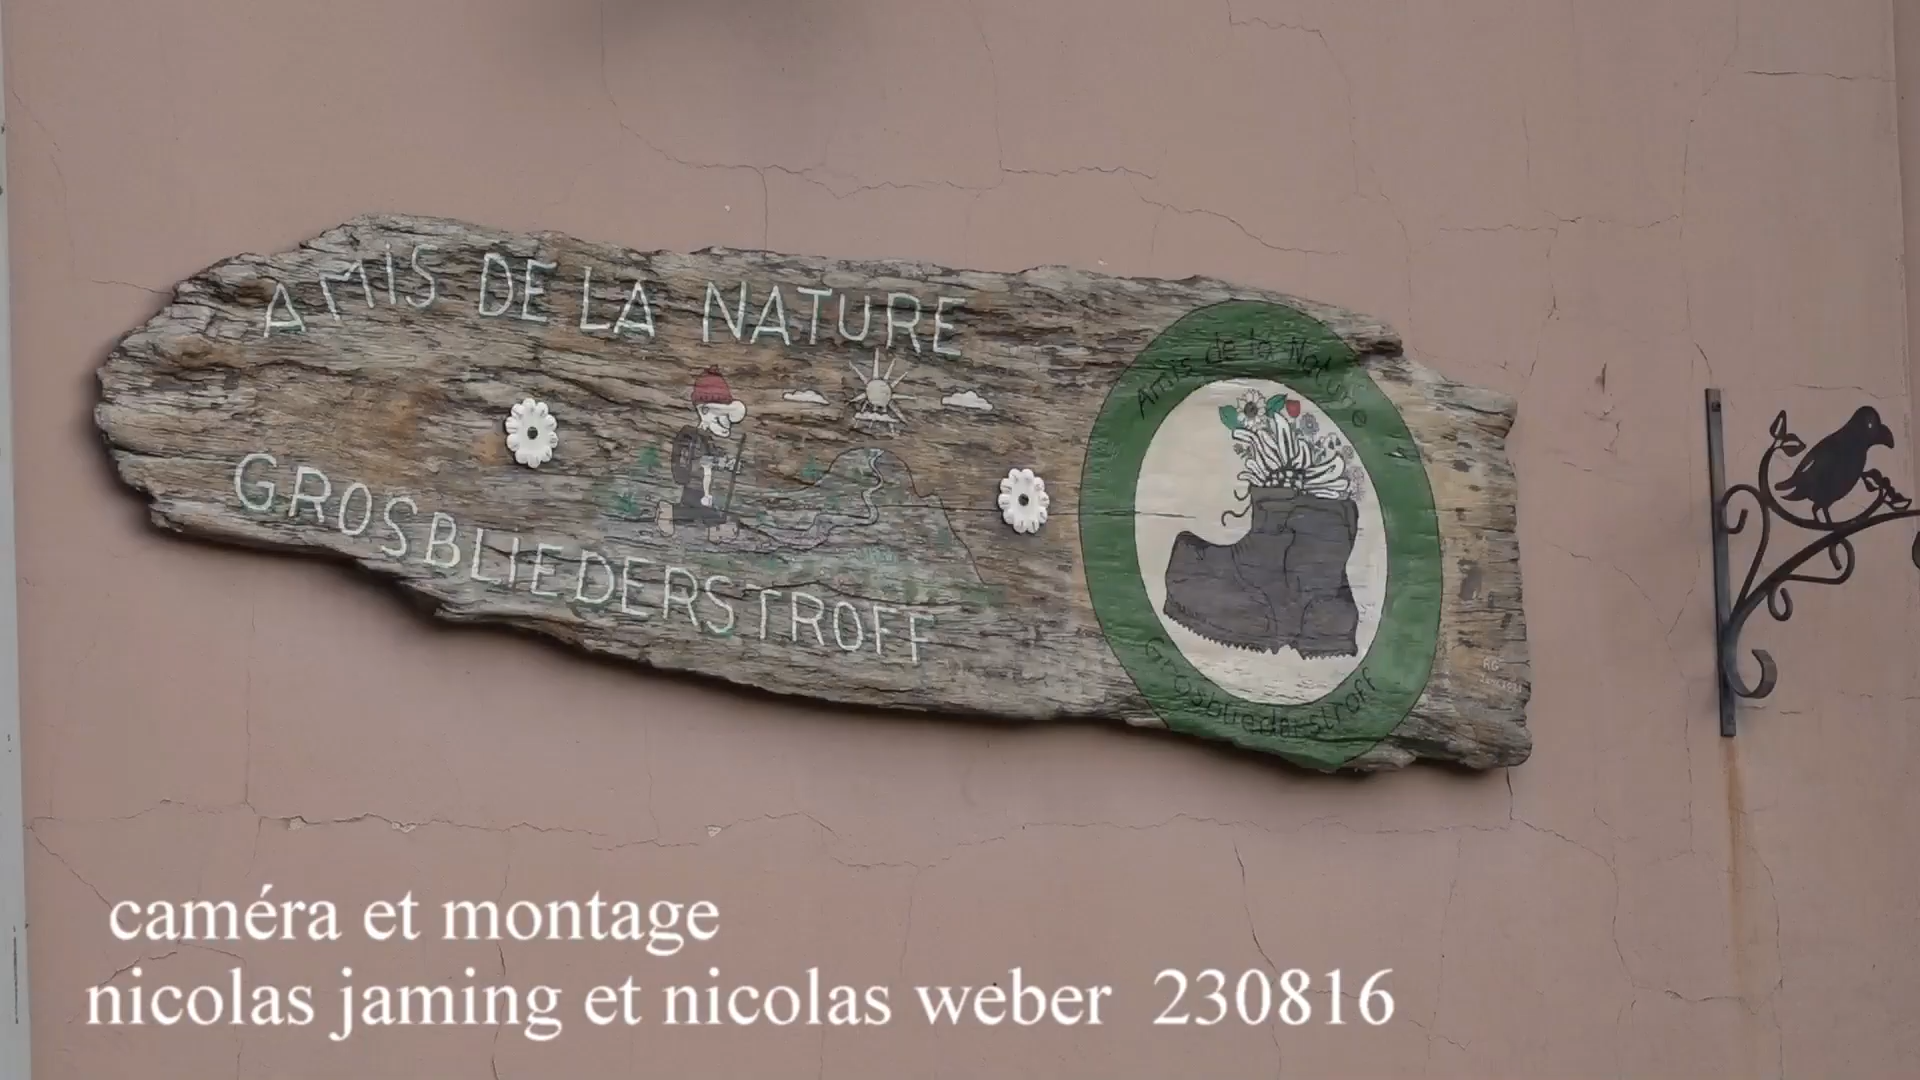 AMIS DE LA NATURE
GROSBLIEDERSTROFF
Amis de la Nature
Grosbliederstroff
RG
caméra et montage
nicolas jaming et nicolas weber 230816